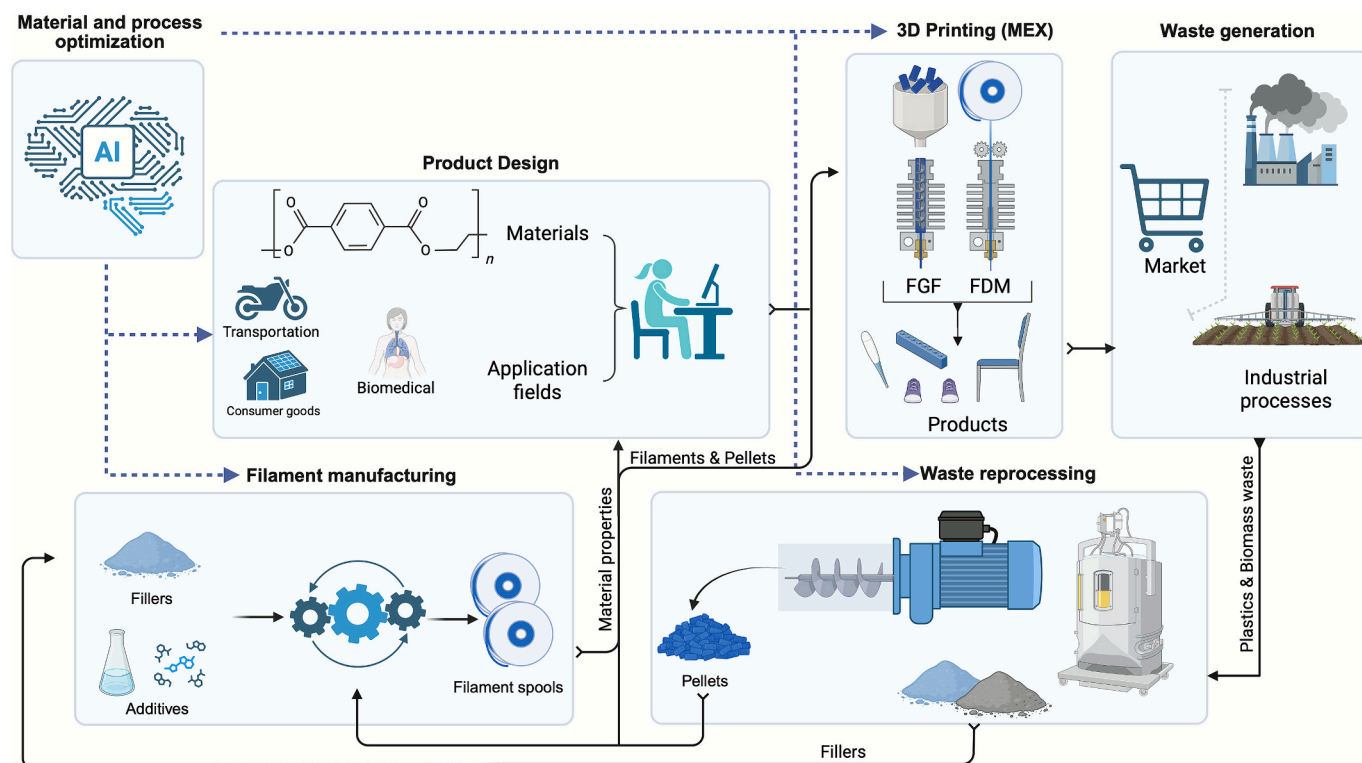 Material and process
optimization
AI
3D Printing (MEX)
Waste generation
Product Design
O
O
O
O
n
Materials
Transportation
Consumer goods
Biomedical
Application
fields
FGF
FDM
Products
Market
Industrial
processes
Filaments & Pellets
Material properties
Plastics & Biomass waste
Filament manufacturing
Fillers
Additives
Filament spools
Waste reprocessing
Pellets
Fillers